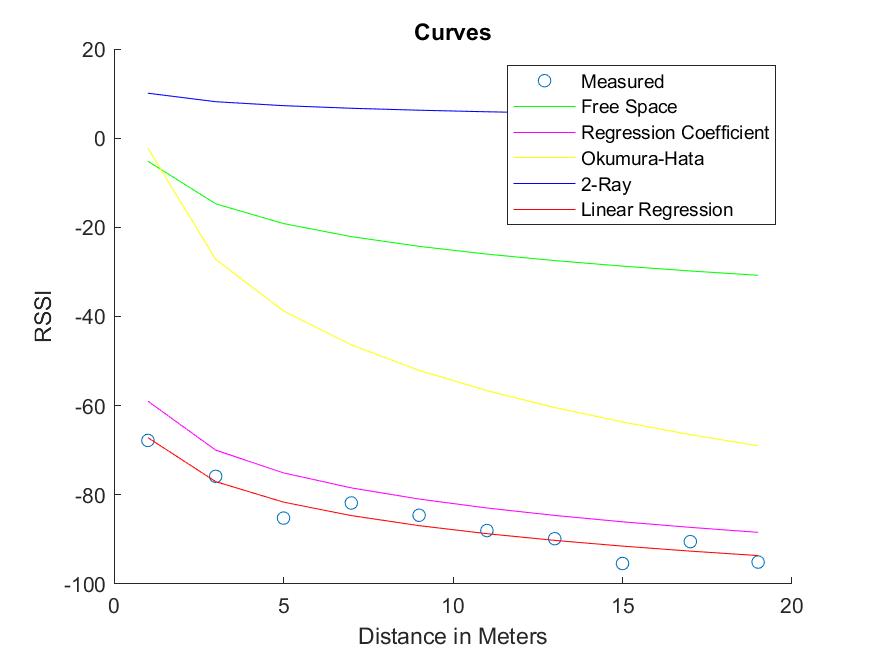 Curves
20
0
-20
-40
-60
-80
-100
RSSI
Measured
Free Space
Regression Coefficient
Okumura-Hata
2-Ray
Linear Regression
0 5 10 15 20
Distance in Meters